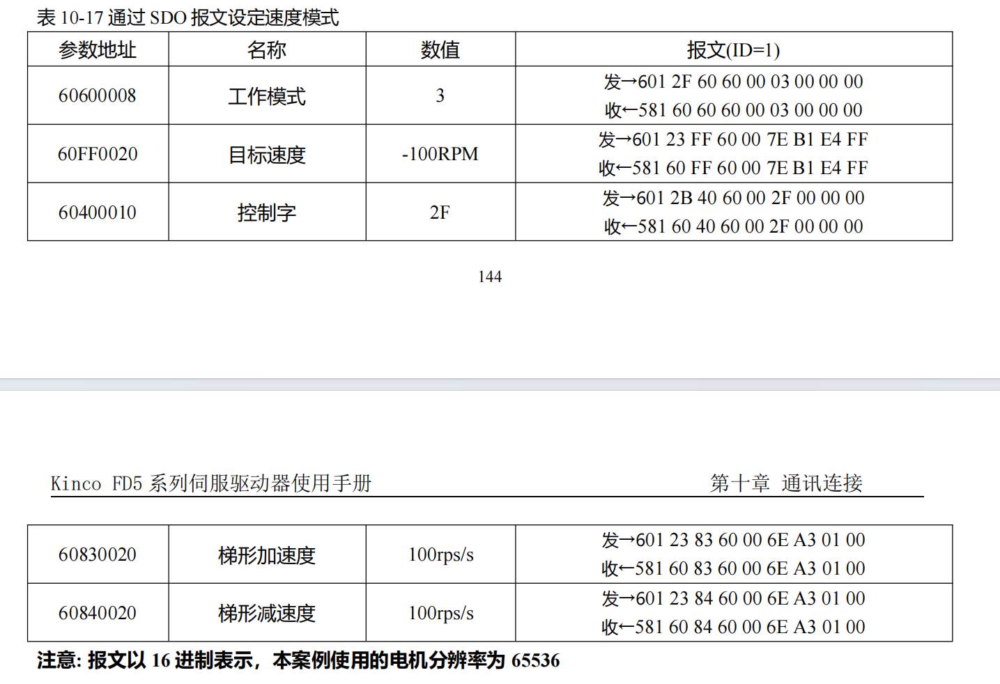 表 10-17 通过 SDO 报文设定速度模式
参数地址 名称 数值 报文(ID=1)
60600008 工作模式 3 发→601 2F 60 60 00 03 00 00 00
收←581 60 60 60 00 03 00 00 00
60FF0020 目标速度 -100RPM 发→601 23 FF 60 00 7E B1 E4 FF
收←581 60 FF 60 00 7E B1 E4 FF
60400010 控制字 2F 发→601 2B 40 60 00 2F 00 00 00
收←581 60 40 60 00 2F 00 00 00
144
Kinco FD5 系列伺服驱动器使用手册 第十章 通讯连接
60830020 梯形加速度 100rps/s 发→601 23 83 60 00 6E A3 01 00
收←581 60 83 60 00 6E A3 01 00
60840020 梯形减速度 100rps/s 发→601 23 84 60 00 6E A3 01 00
收←581 60 84 60 00 6E A3 01 00
注意: 报文以 16 进制表示，本案例使用的电机分辨率为 65536